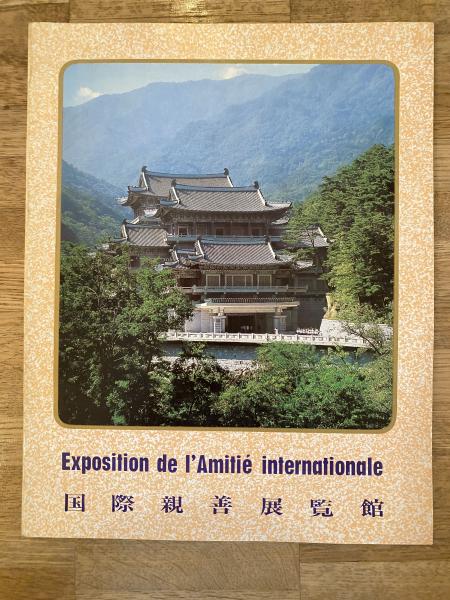 Exposition de l'Amitié internationale
国際親善展覧館